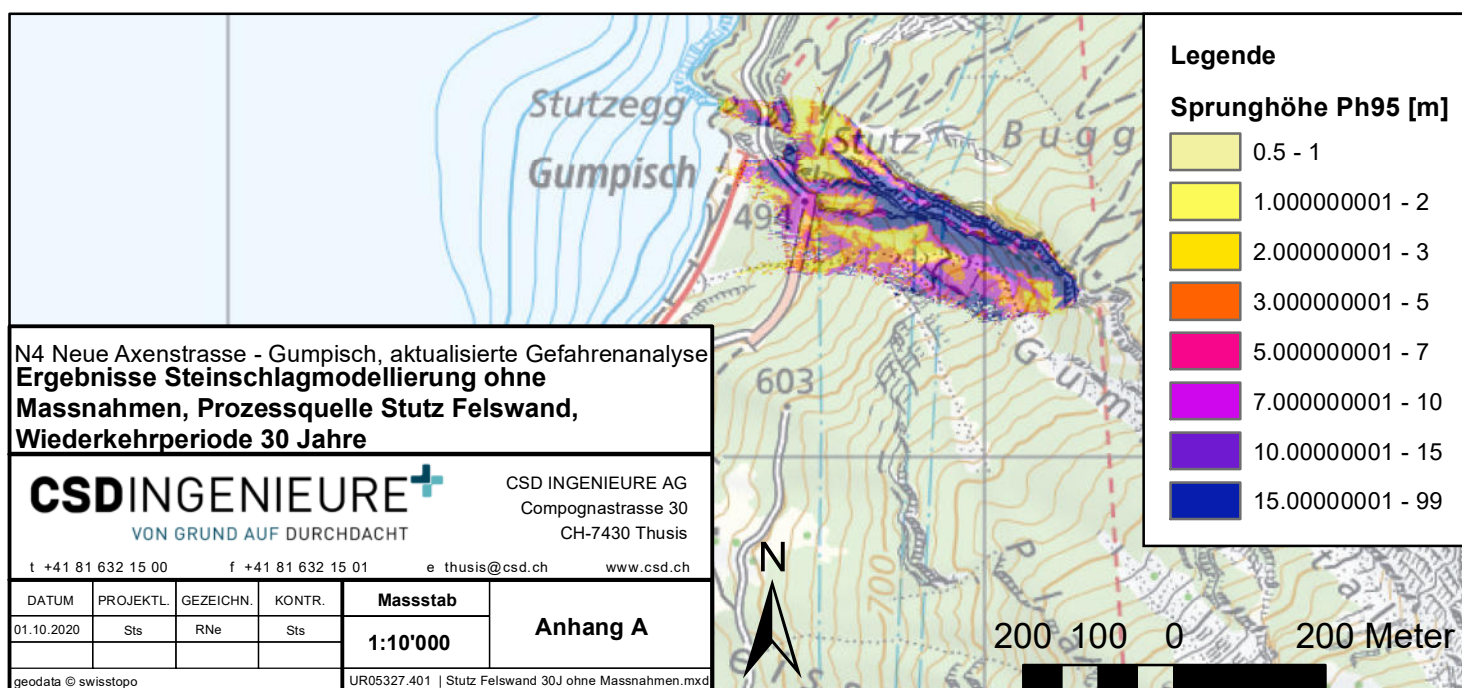 Stutzegg
Stutz
Bugg
Gumpisch
494
603
Gum
700
Legende
Sprunghöhe Ph95 [m]
0.5 - 1
1.000000001 - 2
2.000000001 - 3
3.000000001 - 5
5.000000001 - 7
7.000000001 - 10
10.00000001 - 15
15.00000001 - 99
N4 Neue Axenstrasse - Gumpisch, aktualisierte Gefahrenanalyse
Ergebnisse Steinschlagmodellierung ohne
Massnahmen, Prozessquelle Stutz Felswand,
Wiederkehrperiode 30 Jahre
CSDINGENIEURE
VON GRUND AUF DURCHDACHT
CSD INGENIEURE AG
Compognastrasse 30
CH-7430 Thusis
t +41 81 632 15 00 f +41 81 632 15 01 e thusis@csd.ch www.csd.ch
DATUM PROJEKTL. GEZEICHN. KONTR.
01.10.2020 Sts RNe Sts
Massstab
1:10'000
Anhang A
geodata © swisstopo
UR05327.401 | Stutz Felswand 30J ohne Massnahmen.mxd
N
200 100 0 200 Meter